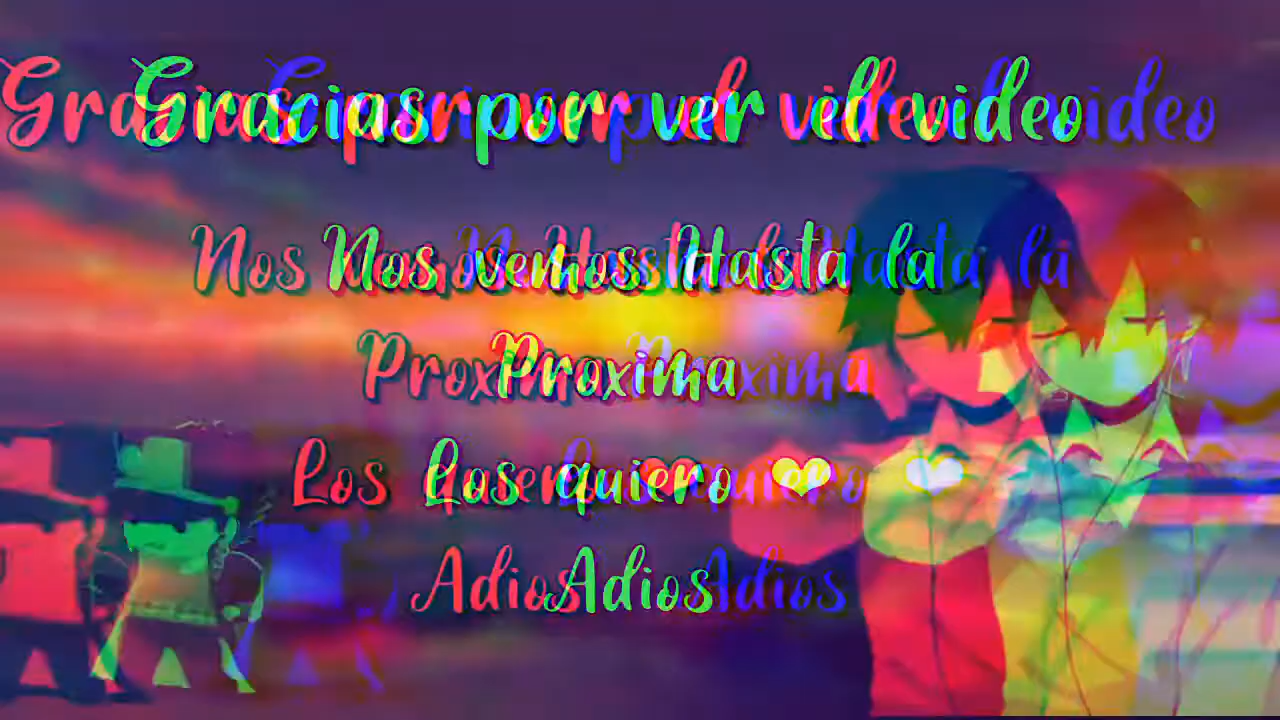 Gracias por ver el video
Nos vemos Hasta la
Proxima
Los quiero ❤
Adios